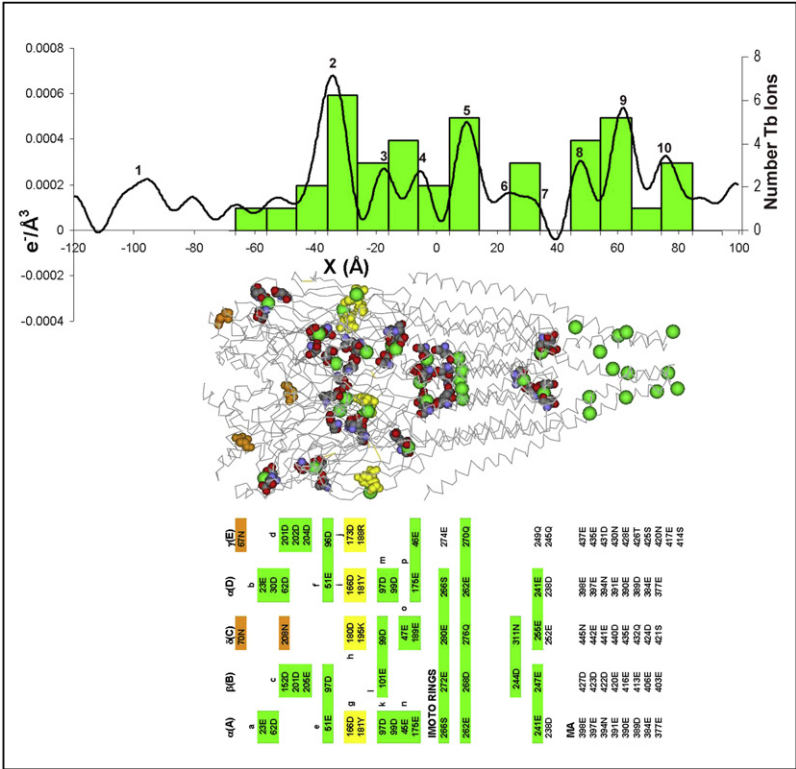 0.0008
0.0006
0.0004
0.0002
0
-0.0002
-0.0004
e⁻/Å³
8
6
4
2
0
Number Tb Ions
1
2
3
4
5
6
7
8
9
10
-120 -100 -80 -60 -40 -20 0 20 40 60 80 100
X (Å)
α(A) β(B) δ(C) α(D) γ(E)
70N 67N
a b
23E 23E
62D c 30D d
152D 208N 62D 201D
201D 202D
205E 204D
e f
51E 97D 51E 96D
g h i j
166D 180D 166D 173D
181Y 195K 181Y 189R
l
97D k 101E 99D 97D m
99D 99D
45E n 47E o p
175E 189E 175E 46E
IMOTO RINGS
266S 272E 280E 266S 274E
262E 268D 276Q 262E 270Q
244D 311N
241E 247E 255E 241E 249Q
238D 252E 238D 245Q
MA
398E 427D 445N 398E 437E
397E 423D 442E 397E 435E
394N 422D 441E 394N 431D
391E 420E 440D 391E 430N
390E 416E 435E 390E 428E
389D 413E 432Q 389D 426T
384E 406E 424D 384E 425S
377E 403E 421S 377E 420N
417E
414S